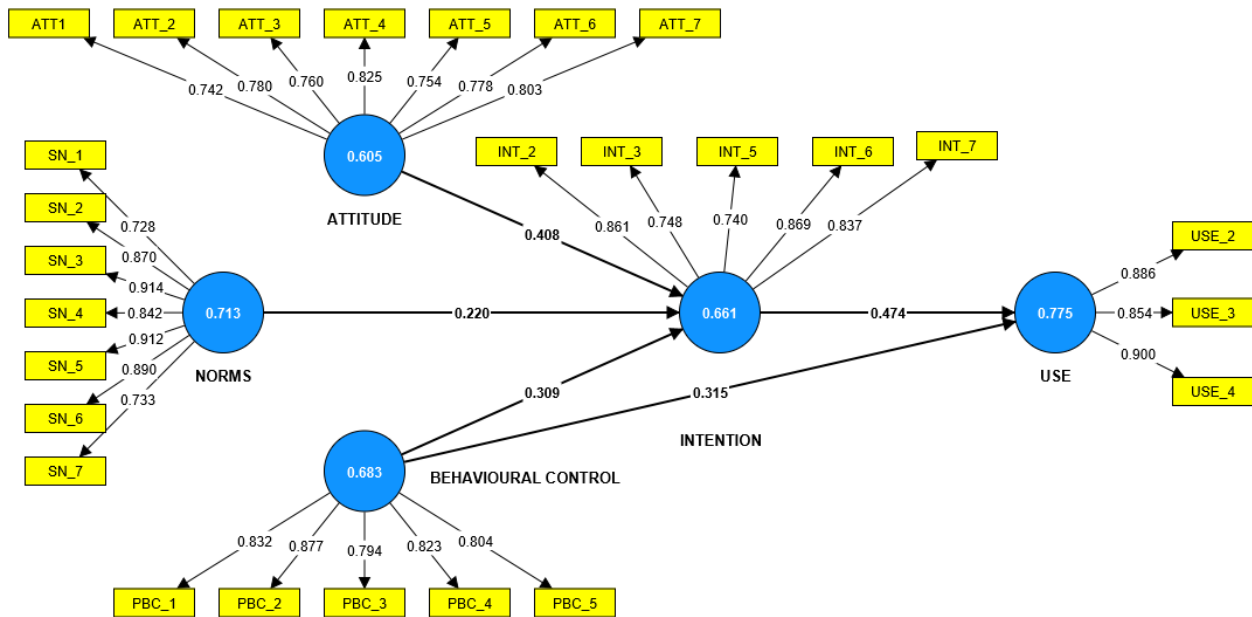 ATT1 ATT_2 ATT_3 ATT_4 ATT_5 ATT_6 ATT_7
0.742 0.780 0.760 0.825 0.754 0.778 0.803
0.605
ATTITUDE
SN_1
SN_2
SN_3
SN_4
SN_5
SN_6
SN_7
0.728
0.870
0.914
0.842
0.912
0.890
0.733
0.713
NORMS
INT_2 INT_3 INT_5 INT_6 INT_7
0.861 0.748 0.740 0.869 0.837
0.408
0.220
0.309
0.661
INTENTION
0.474
0.315
0.775
USE
0.886
0.854
0.900
USE_2
USE_3
USE_4
0.683
BEHAVIOURAL CONTROL
0.832 0.877 0.794 0.823 0.804
PBC_1 PBC_2 PBC_3 PBC_4 PBC_5